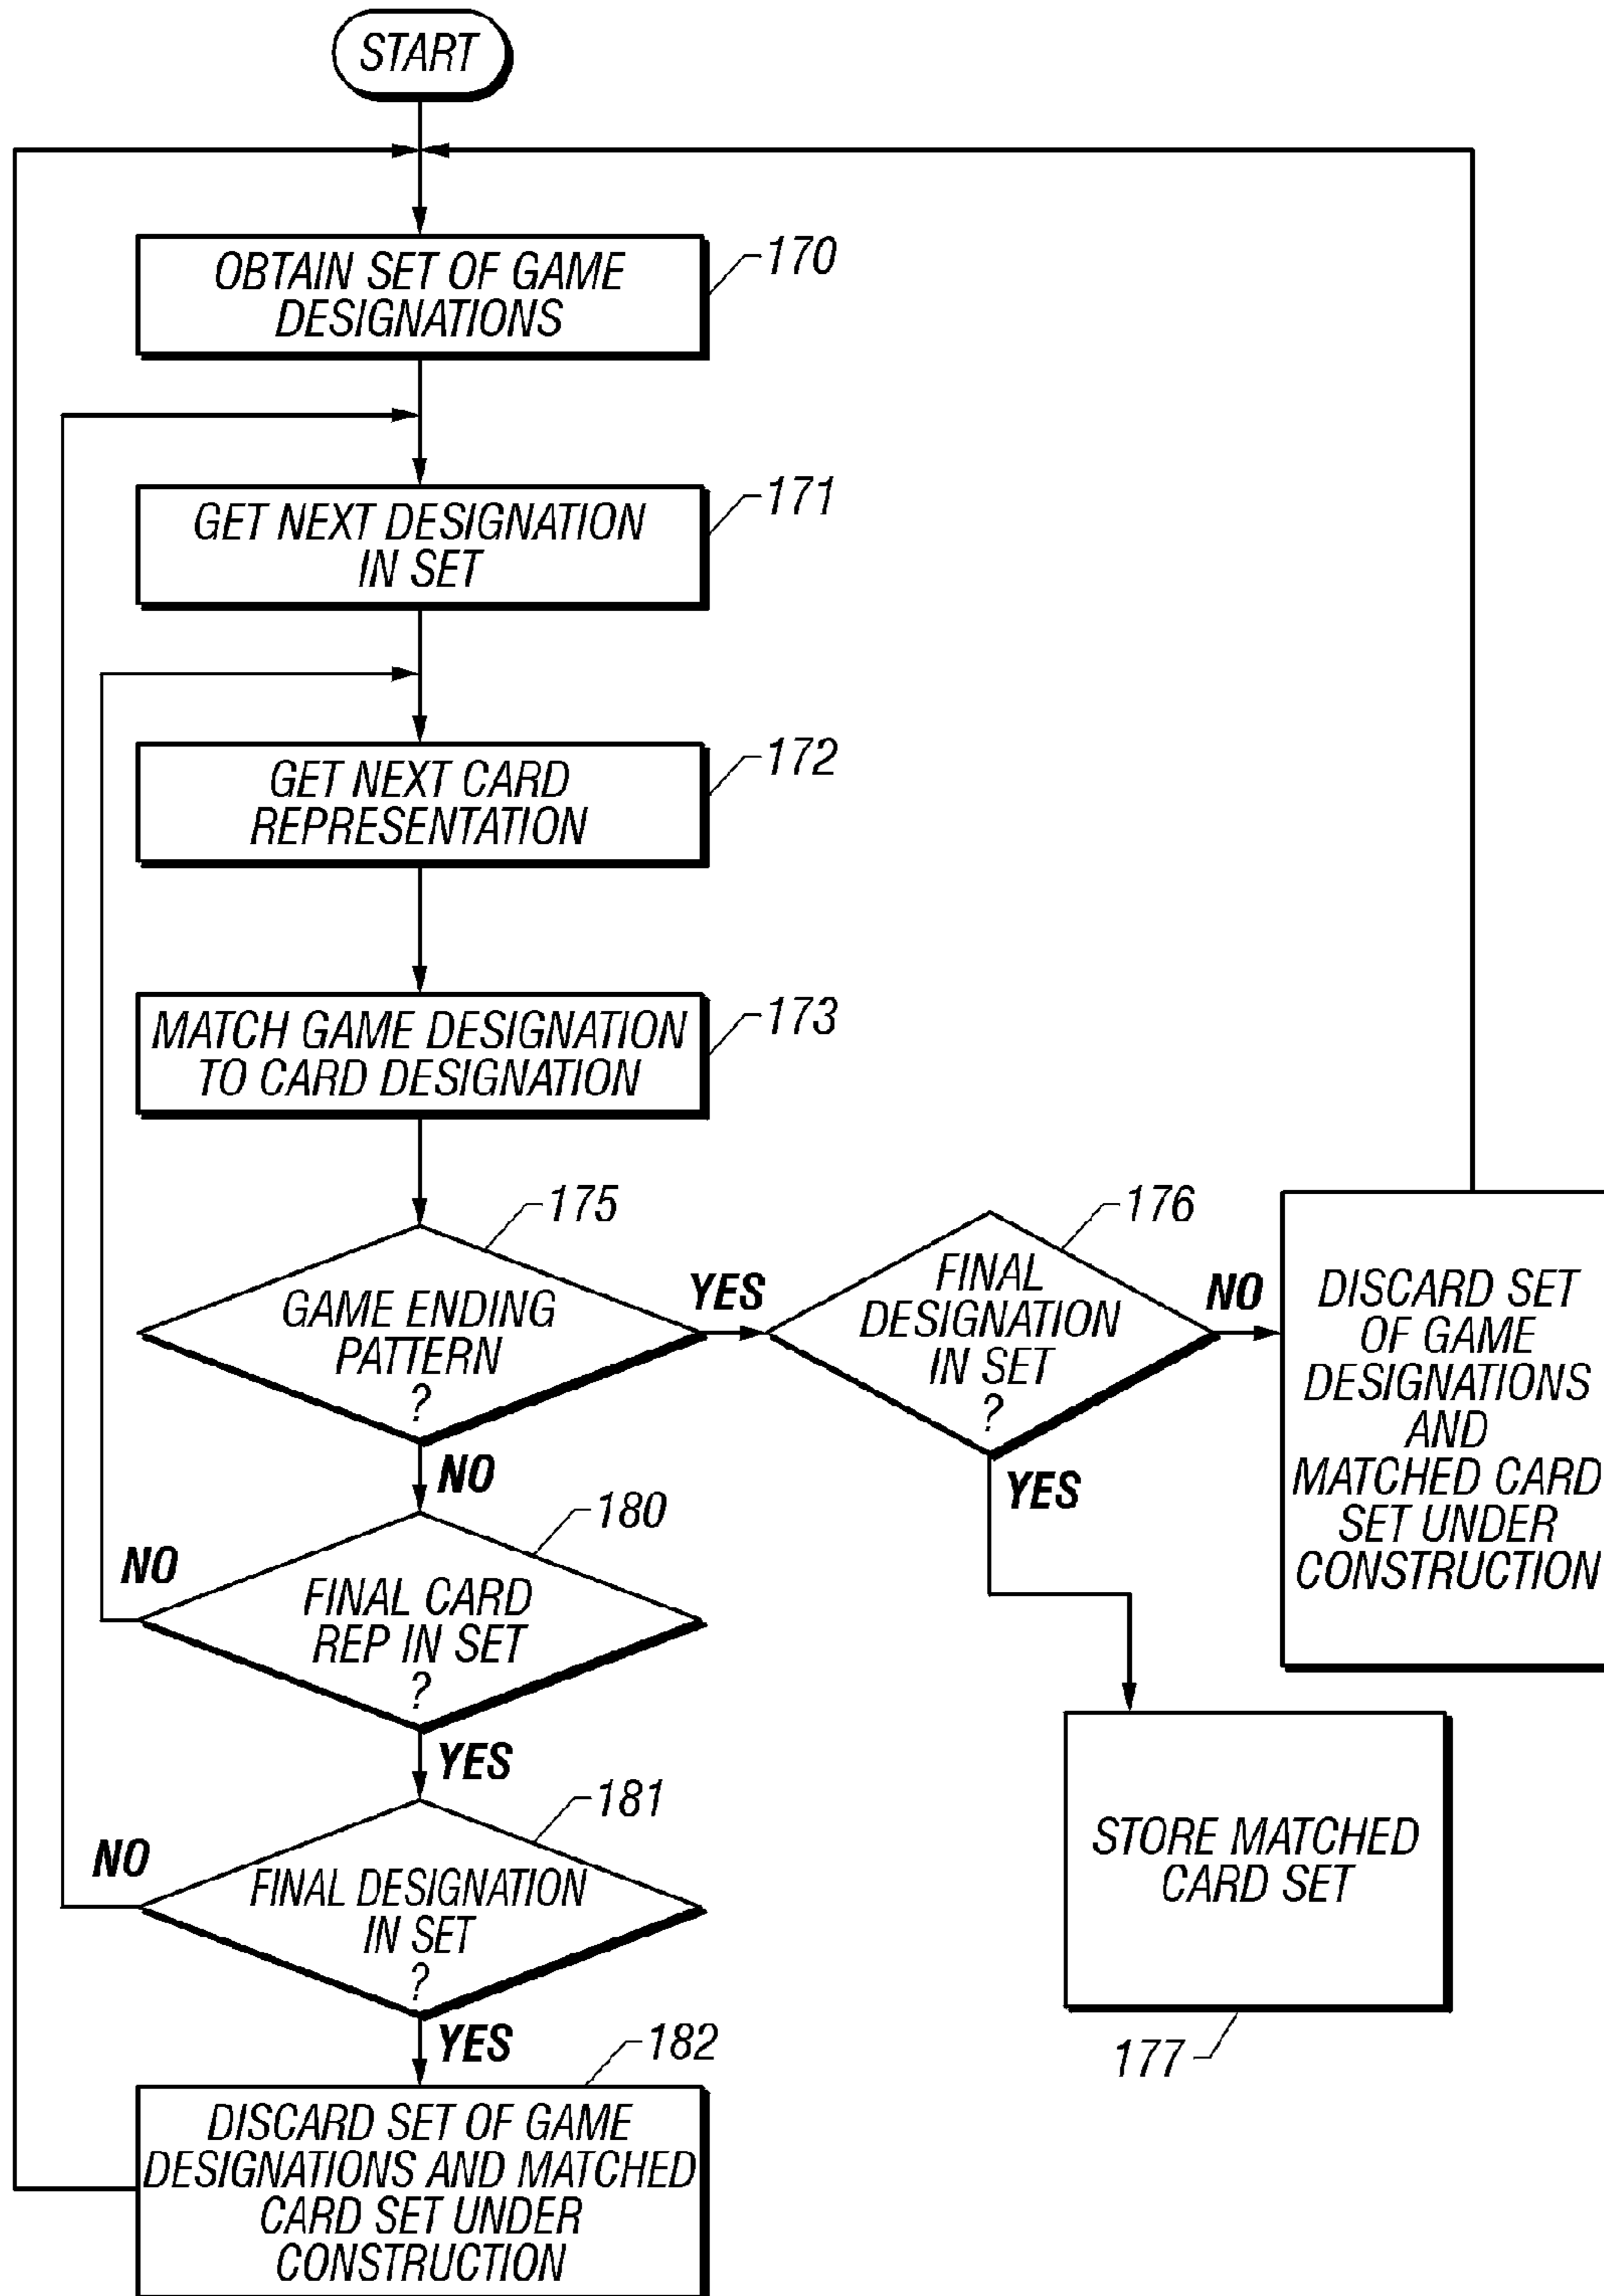 START
OBTAIN SET OF GAME
DESIGNATIONS
170
GET NEXT DESIGNATION
IN SET
171
GET NEXT CARD
REPRESENTATION
172
MATCH GAME DESIGNATION
TO CARD DESIGNATION
173
175
GAME ENDING
PATTERN
?
YES
NO
176
FINAL
DESIGNATION
IN SET
?
NO
YES
DISCARD SET
OF GAME
DESIGNATIONS
AND
MATCHED CARD
SET UNDER
CONSTRUCTION
180
NO
FINAL CARD
REP IN SET
?
YES
181
NO
FINAL DESIGNATION
IN SET
?
YES
STORE MATCHED
CARD SET
177
182
DISCARD SET OF GAME
DESIGNATIONS AND MATCHED
CARD SET UNDER
CONSTRUCTION